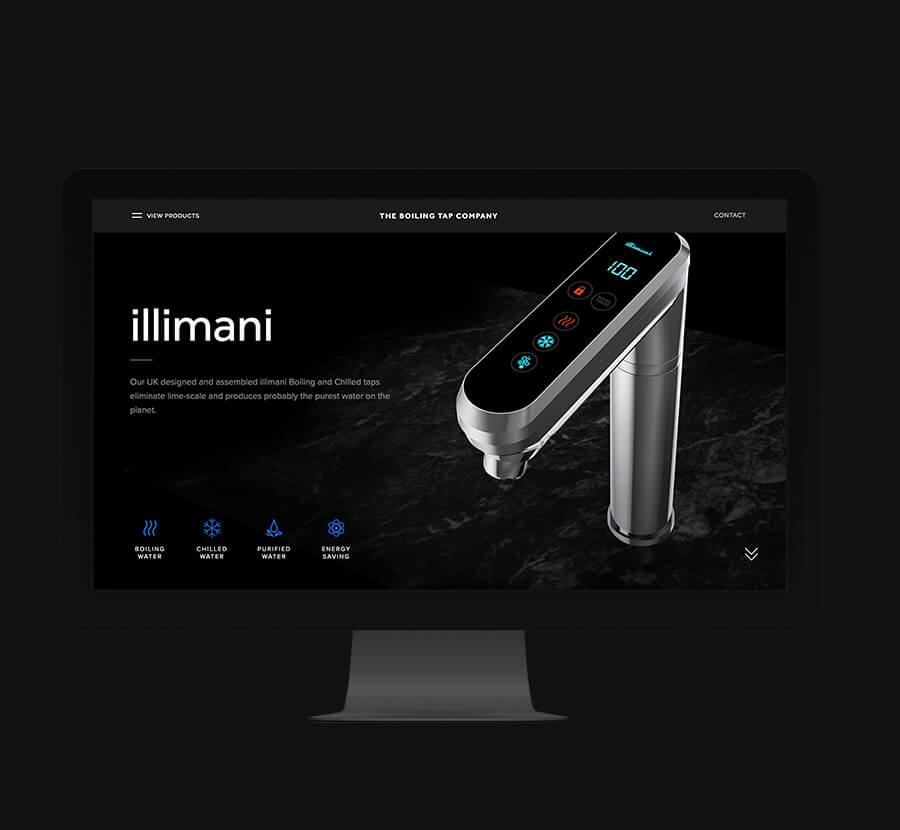 VIEW PRODUCTS
THE BOILING TAP COMPANY
CONTACT
illimani
100
illimani
Our UK designed and assembled illimani Boiling and Chilled taps
eliminate lime-scale and produces probably the purest water on the
planet.
BOILING
WATER
CHILLED
WATER
PURIFIED
WATER
ENERGY
SAVING